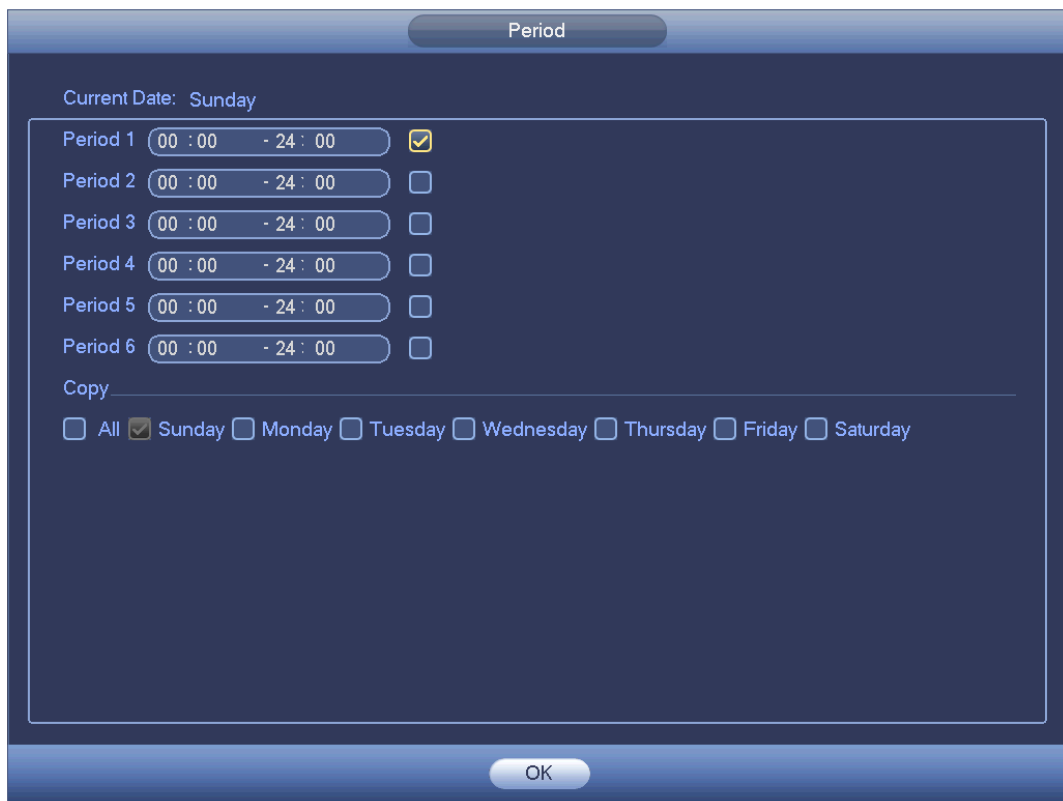 Period
Current Date: Sunday
Period 1 00 :00 - 24 : 00
Period 2 00 :00 - 24 : 00
Period 3 00 :00 - 24 : 00
Period 4 00 :00 - 24 : 00
Period 5 00 :00 - 24 : 00
Period 6 00 :00 - 24 : 00
Copy
All Sunday Monday Tuesday Wednesday Thursday Friday Saturday
OK